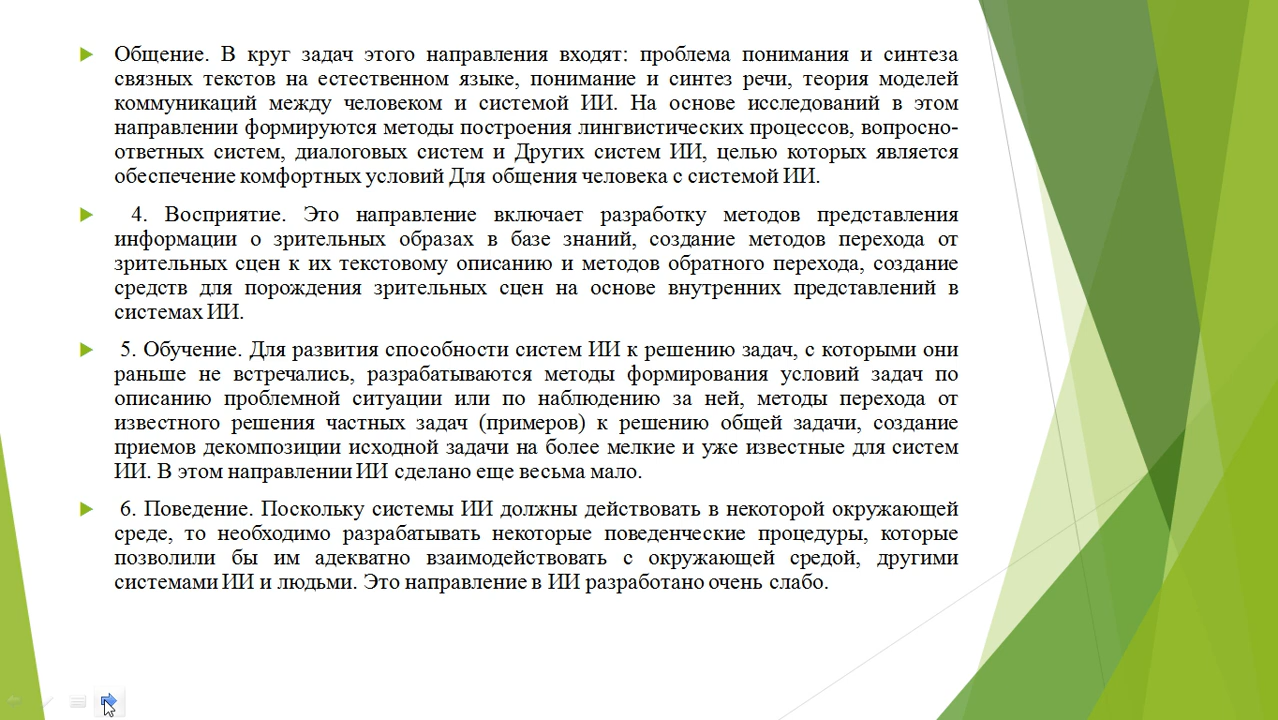 Общение. В круг задач этого направления входят: проблема понимания и синтеза
связных текстов на естественном языке, понимание и синтез речи, теория моделей
коммуникаций между человеком и системой ИИ. На основе исследований в этом
направлении формируются методы построения лингвистических процессов, вопросно-
ответных систем, диалоговых систем и Других систем ИИ, целью которых является
обеспечение комфортных условий Для общения человека с системой ИИ.
4. Восприятие. Это направление включает разработку методов представления
информации о зрительных образах в базе знаний, создание методов перехода от
зрительных сцен к их текстовому описанию и методов обратного перехода, создание
средств для порождения зрительных сцен на основе внутренних представлений в
системах ИИ.
5. Обучение. Для развития способности систем ИИ к решению задач, с которыми они
раньше не встречались, разрабатываются методы формирования условий задач по
описанию проблемной ситуации или по наблюдению за ней, методы перехода от
известного решения частных задач (примеров) к решению общей задачи, создание
приемов декомпозиции исходной задачи на более мелкие и уже известные для систем
ИИ. В этом направлении ИИ сделано еще весьма мало.
6. Поведение. Поскольку системы ИИ должны действовать в некоторой окружающей
среде, то необходимо разрабатывать некоторые поведенческие процедуры, которые
позволили бы им адекватно взаимодействовать с окружающей средой, другими
системами ИИ и людьми. Это направление в ИИ разработано очень слабо.